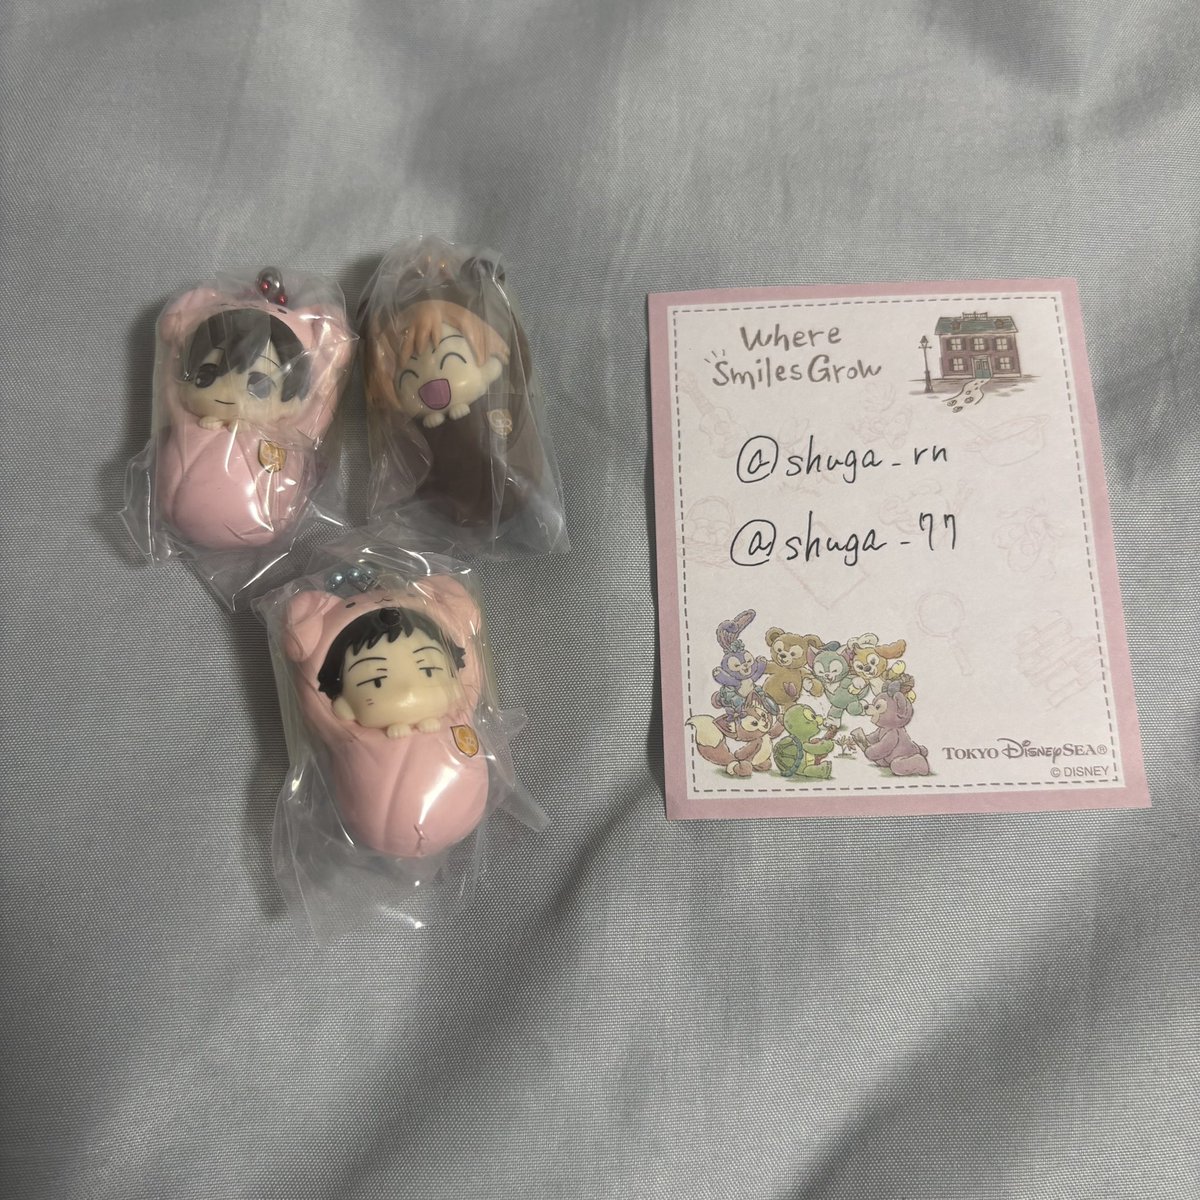 Where
Smiles Grow
@shuga_rn
@shuga_77
TOKYO DISNEYSEA®
© DISNEY